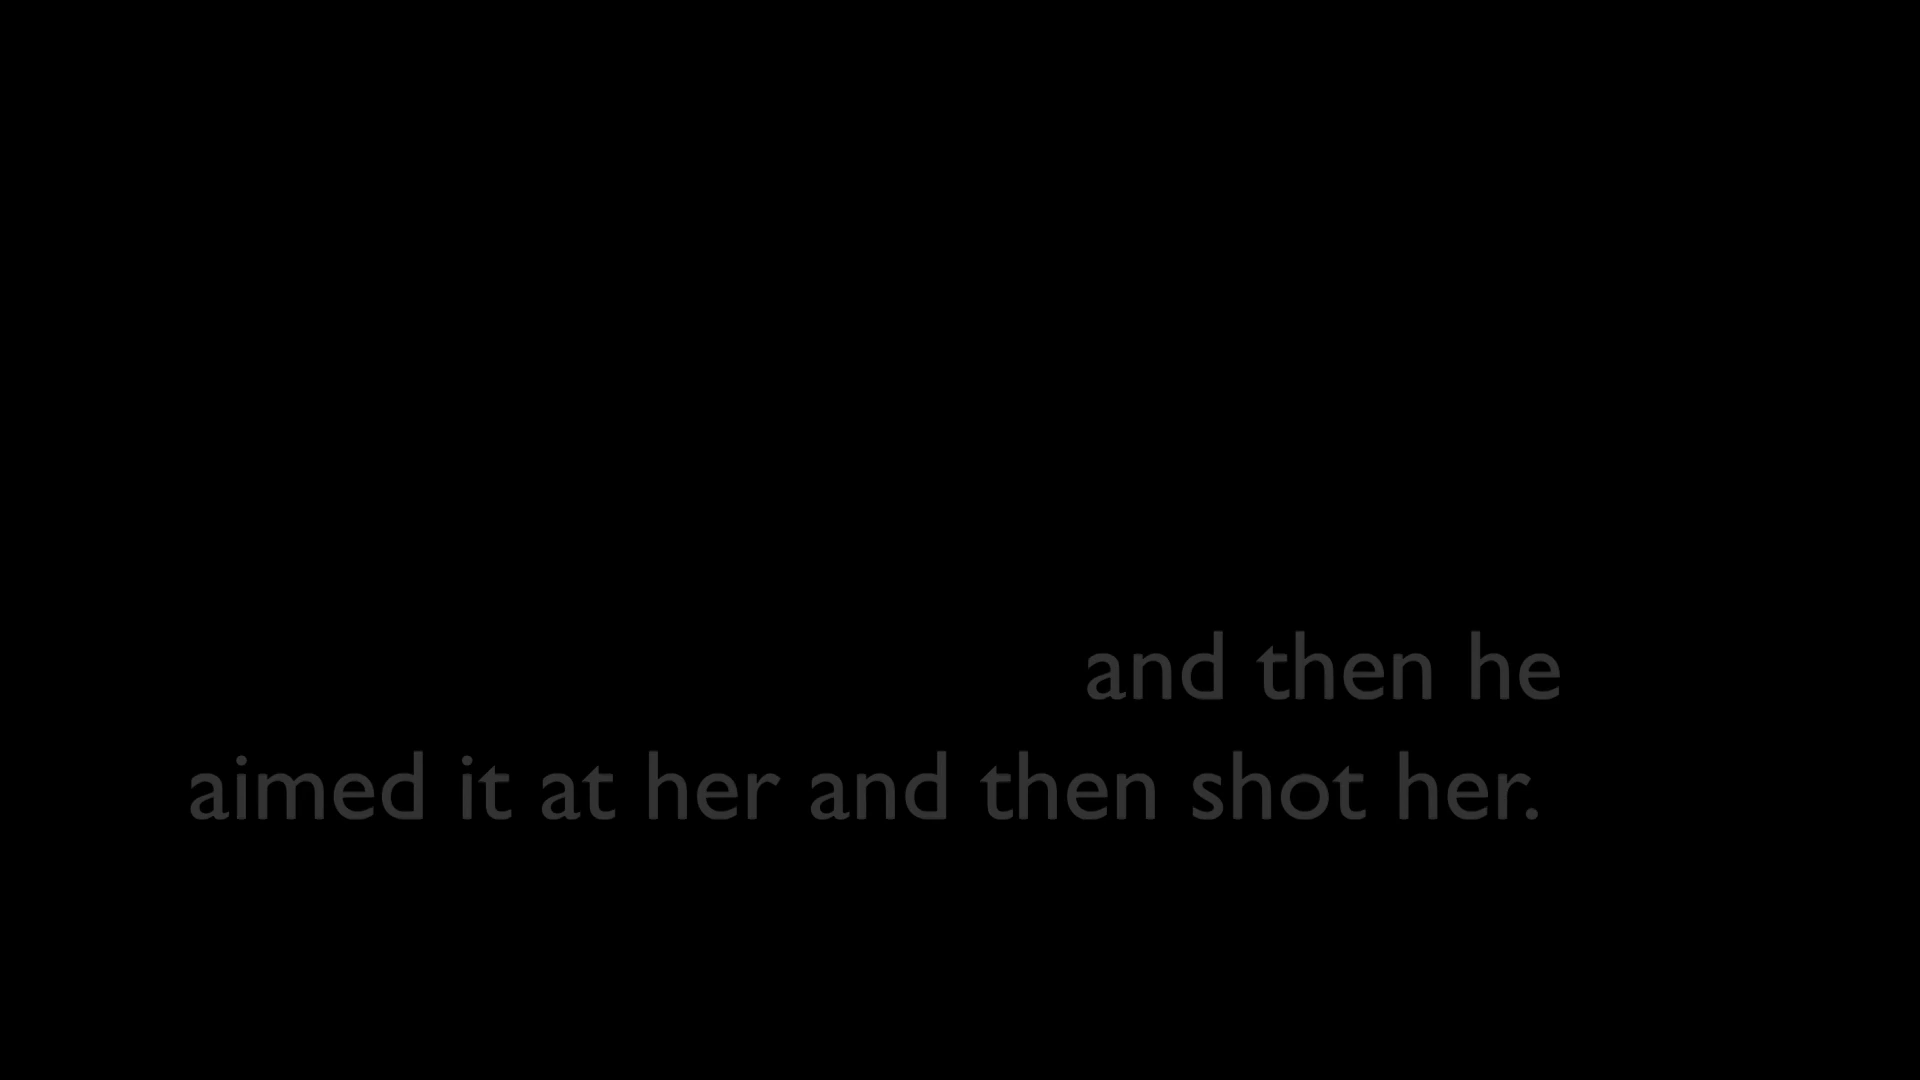 and then he
aimed it at her and then shot her.